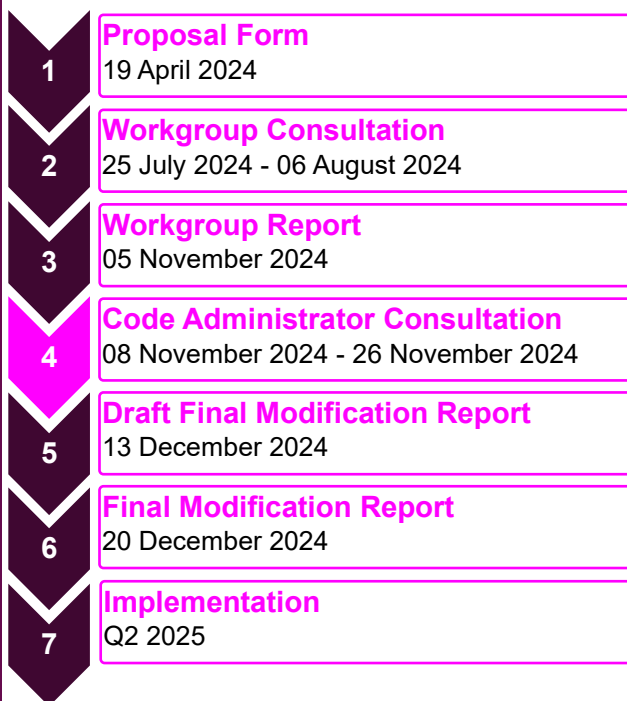 1
Proposal Form
19 April 2024
2
Workgroup Consultation
25 July 2024 - 06 August 2024
3
Workgroup Report
05 November 2024
4
Code Administrator Consultation
08 November 2024 - 26 November 2024
5
Draft Final Modification Report
13 December 2024
6
Final Modification Report
20 December 2024
7
Implementation
Q2 2025